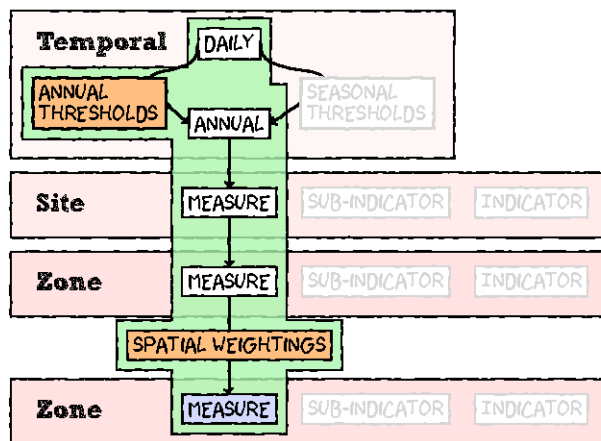 Temporal
DAILY
ANNUAL
THRESHOLDS
SEASONAL
THRESHOLDS
ANNUAL
Site
MEASURE
SUB-INDICATOR
INDICATOR
Zone
MEASURE
SUB-INDICATOR
INDICATOR
SPATIAL WEIGHTINGS
Zone
MEASURE
SUB-INDICATOR
INDICATOR